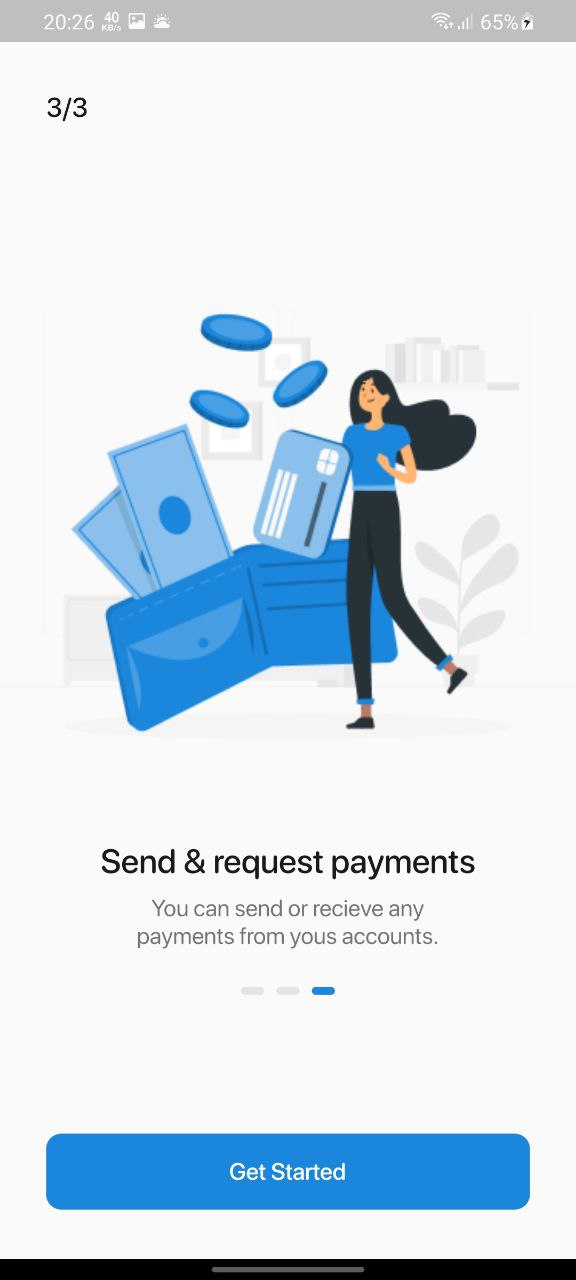 20:26 40 KB/s 65%
3/3
Send & request payments
You can send or recieve any
payments from yous accounts.
Get Started